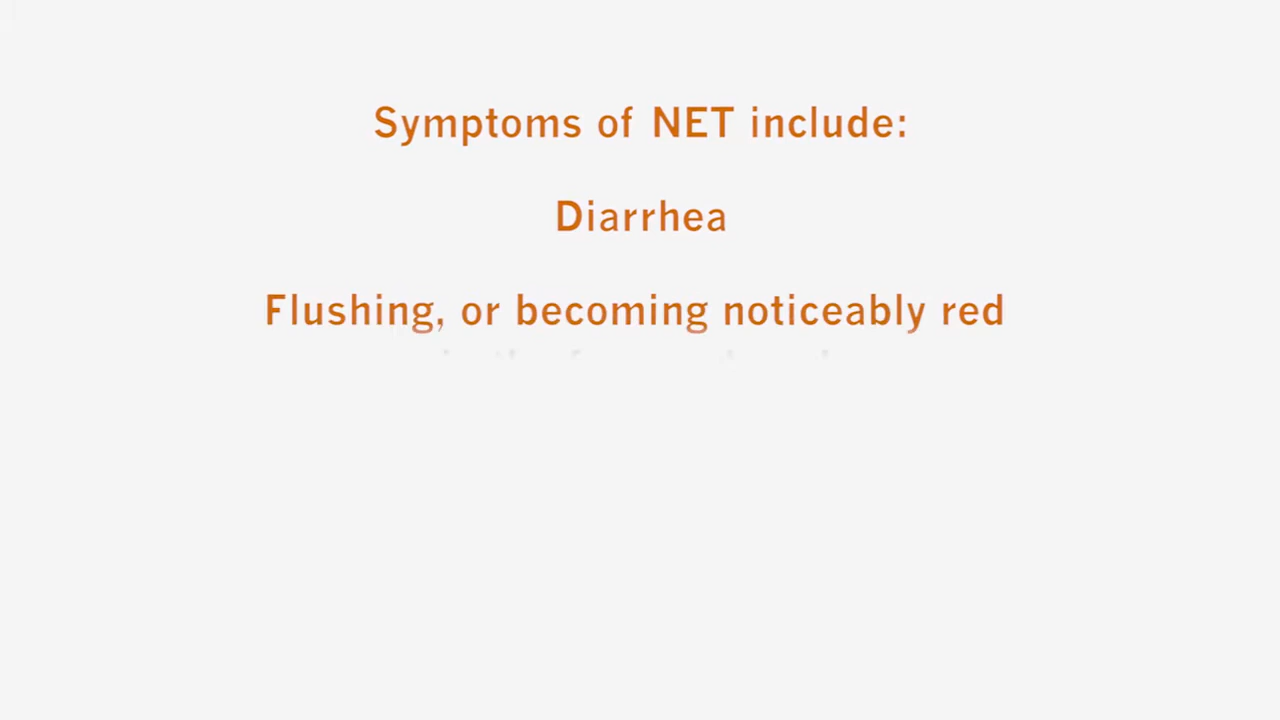 Symptoms of NET include:
Diarrhea
Flushing, or becoming noticeably red